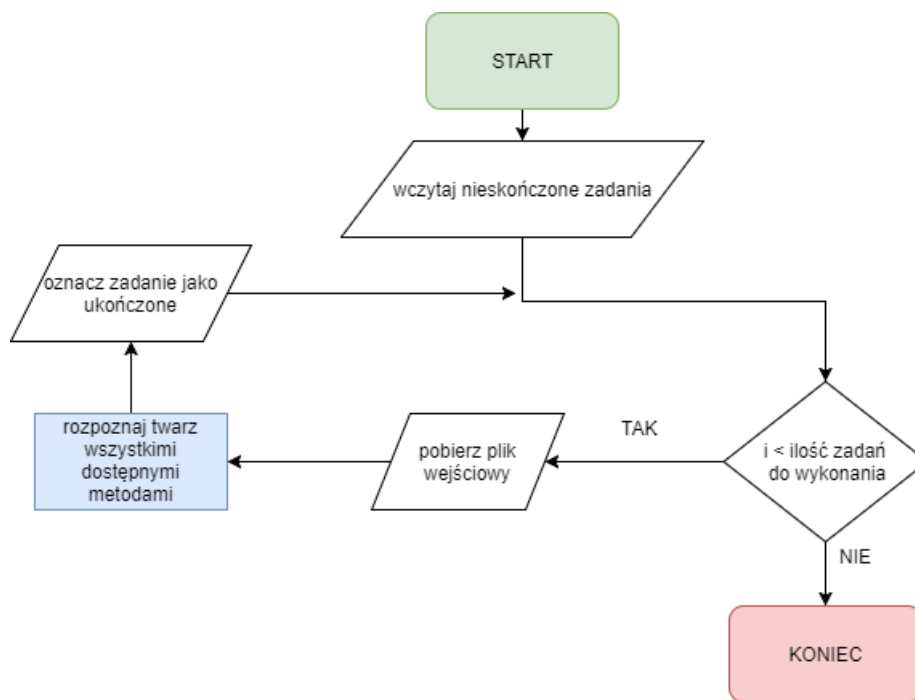 START
wczytaj nieskończone zadania
oznacz zadanie jako
ukończone
rozpoznaj twarz
wszystkimi
dostępnymi
metodami
pobierz plik
wejściowy
TAK
i < ilość zadań
do wykonania
NIE
KONIEC